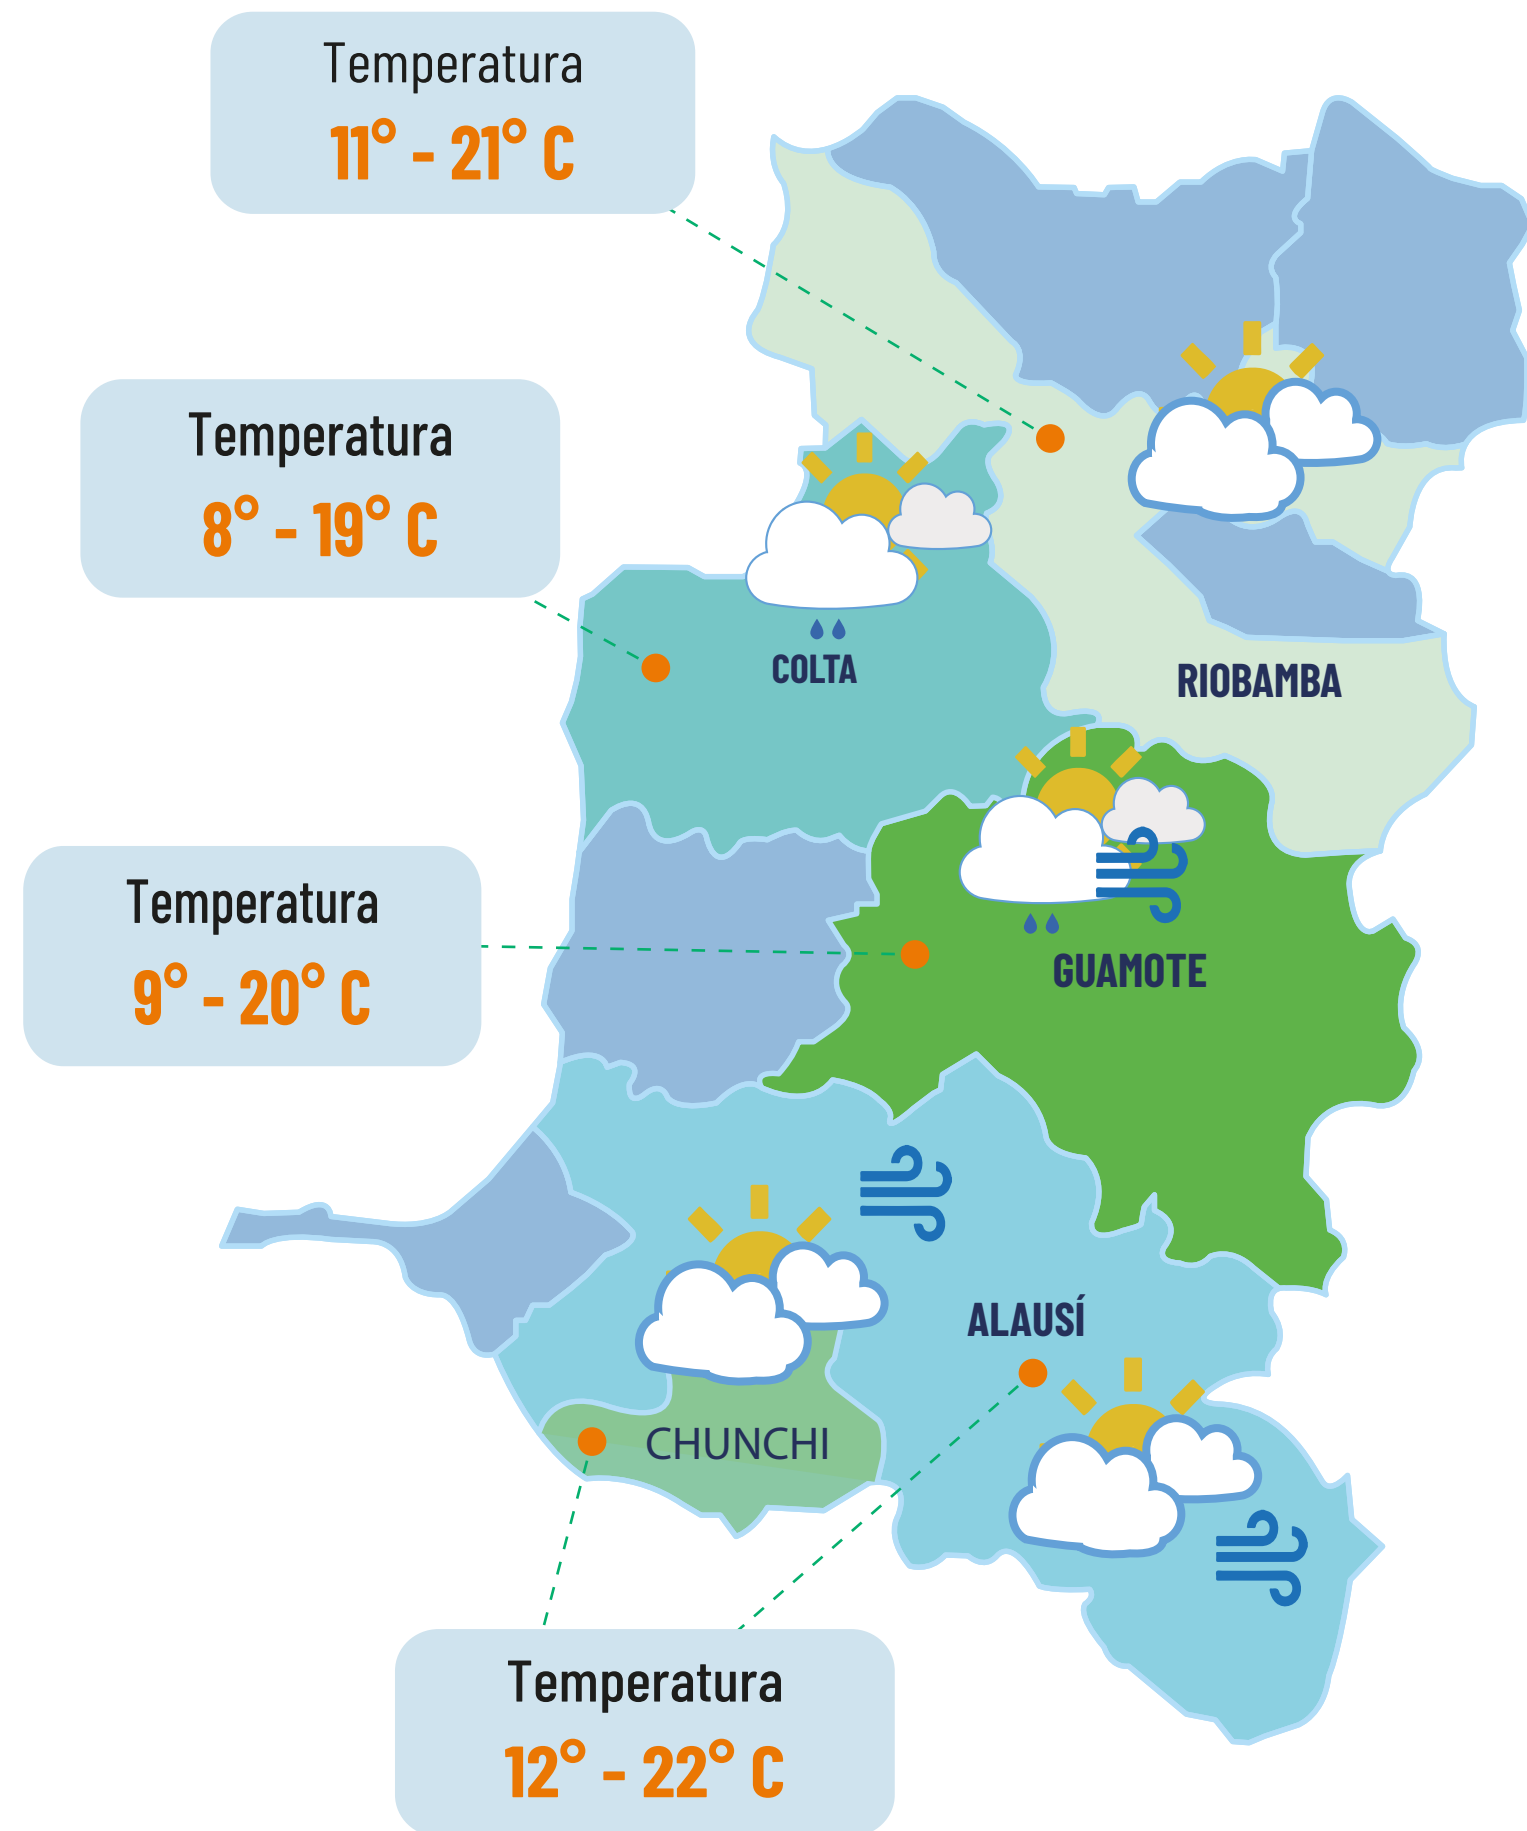 Temperatura
11° - 21° C
Temperatura
8° - 19° C
COLTA
RIOBAMBA
Temperatura
9° - 20° C
GUAMOTE
ALAUSÍ
CHUNCHI
Temperatura
12° - 22° C